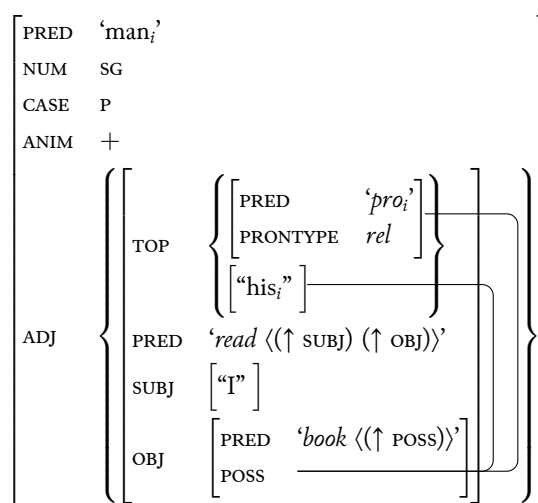 PRED ‘man_i’
NUM SG
CASE P
ANIM +
ADJ
TOP
PRED ‘pro_i’
PRONTYPE rel
[“his_i”]
PRED ‘read ⟨(↑ SUBJ) (↑ OBJ)⟩’
SUBJ [“I”]
OBJ
PRED ‘book ⟨(↑ POSS)⟩’
POSS